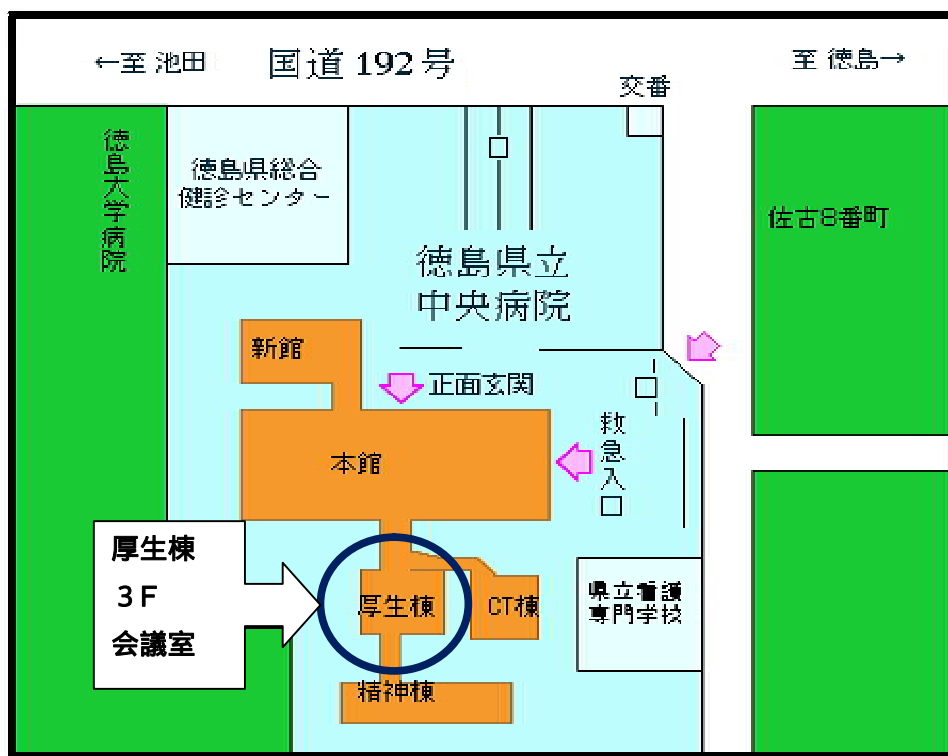 ←至 池田
国道 192 号
至 徳島→
交番
徳島大学病院
徳島県総合
健診センター
佐古8番町
徳島県立
中央病院
新館
正面玄関
救急入口
本館
厚生棟
3F
会議室
厚生棟
CT棟
県立看護
専門学校
精神棟